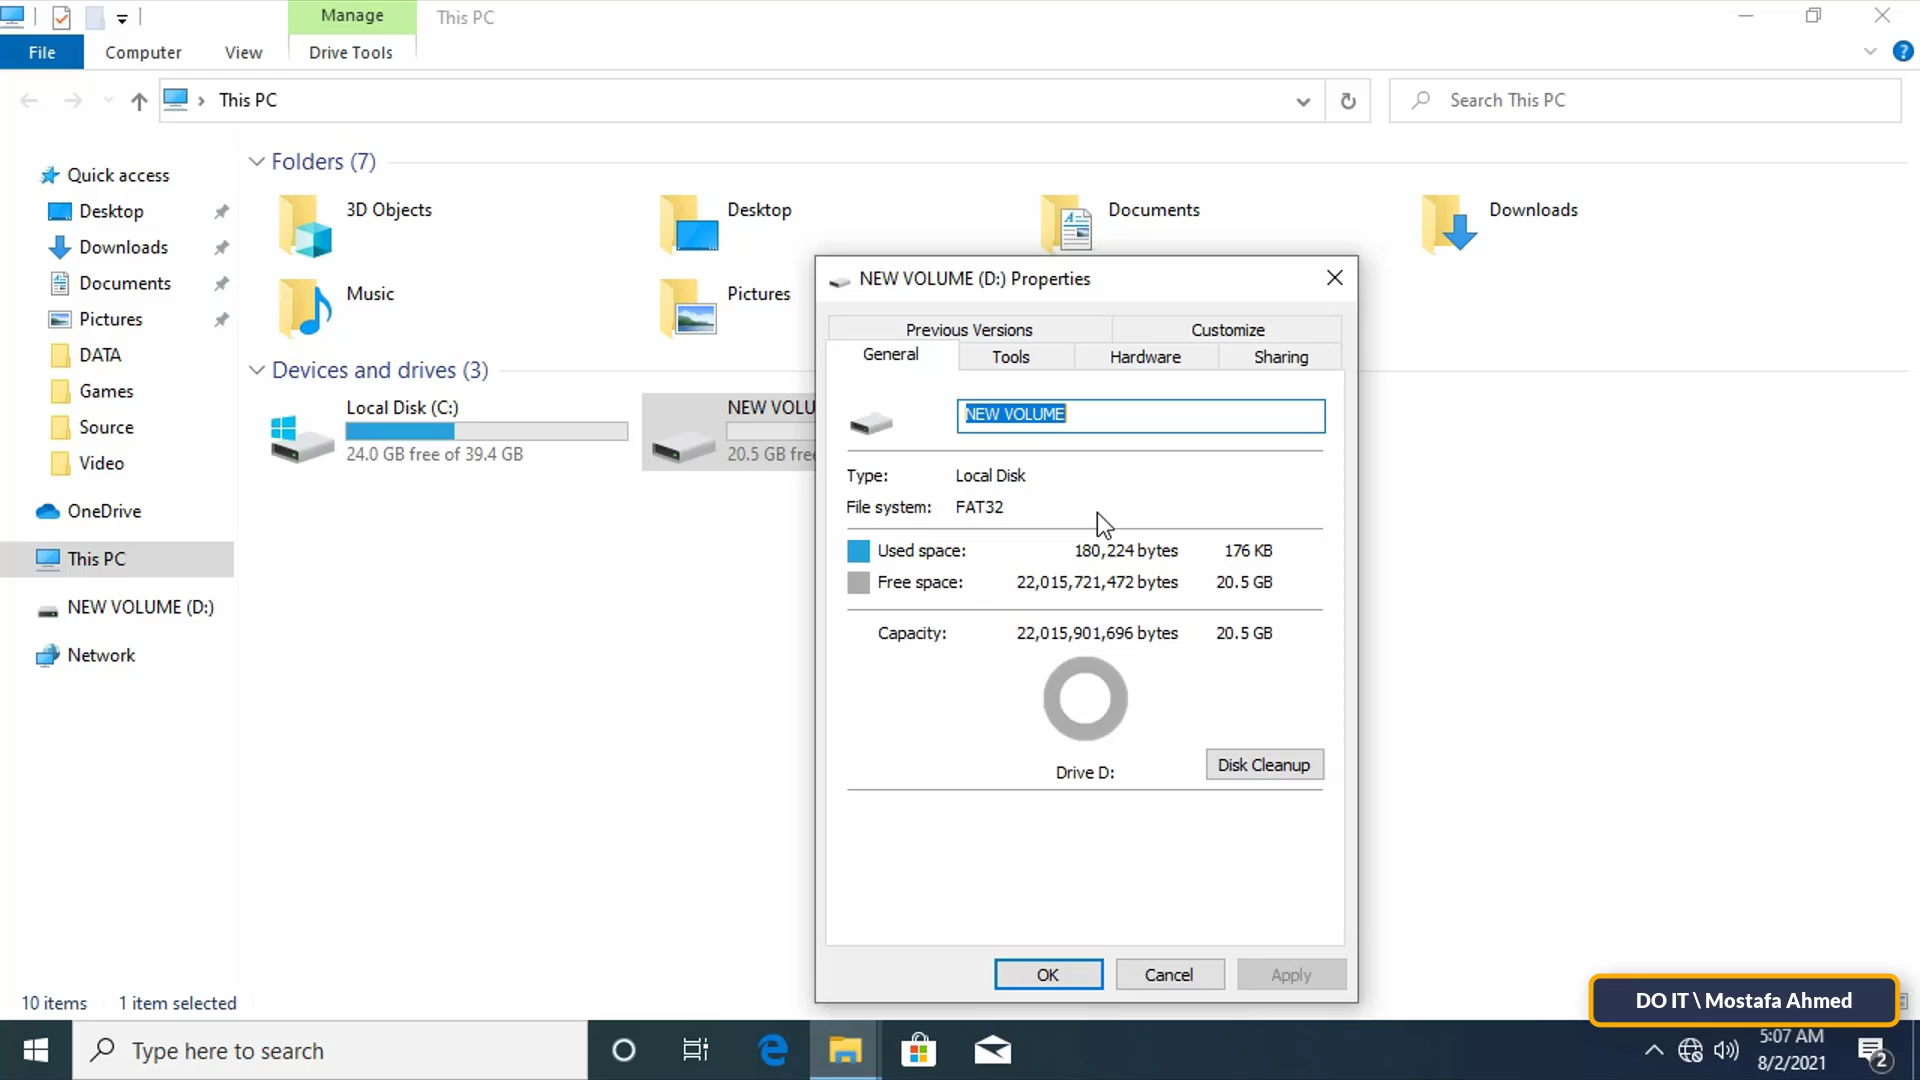 Manage
This PC
File
Computer
View
Drive Tools
This PC
Search This PC
Quick access
Desktop
Downloads
Documents
Pictures
DATA
Games
Source
Video
OneDrive
This PC
NEW VOLUME (D:)
Network
Folders (7)
3D Objects
Desktop
Documents
Downloads
Music
Pictures
Devices and drives (3)
Local Disk (C:)
24.0 GB free of 39.4 GB
NEW VOLU
20.5 GB free
NEW VOLUME (D:) Properties
Previous Versions
Customize
General
Tools
Hardware
Sharing
NEW VOLUME
Type: Local Disk
File system: FAT32
Used space: 180,224 bytes 176 KB
Free space: 22,015,721,472 bytes 20.5 GB
Capacity: 22,015,901,696 bytes 20.5 GB
Drive D:
Disk Cleanup
OK
Cancel
Apply
10 items
1 item selected
DO IT \ Mostafa Ahmed
Type here to search
5:07 AM
8/2/2021
2